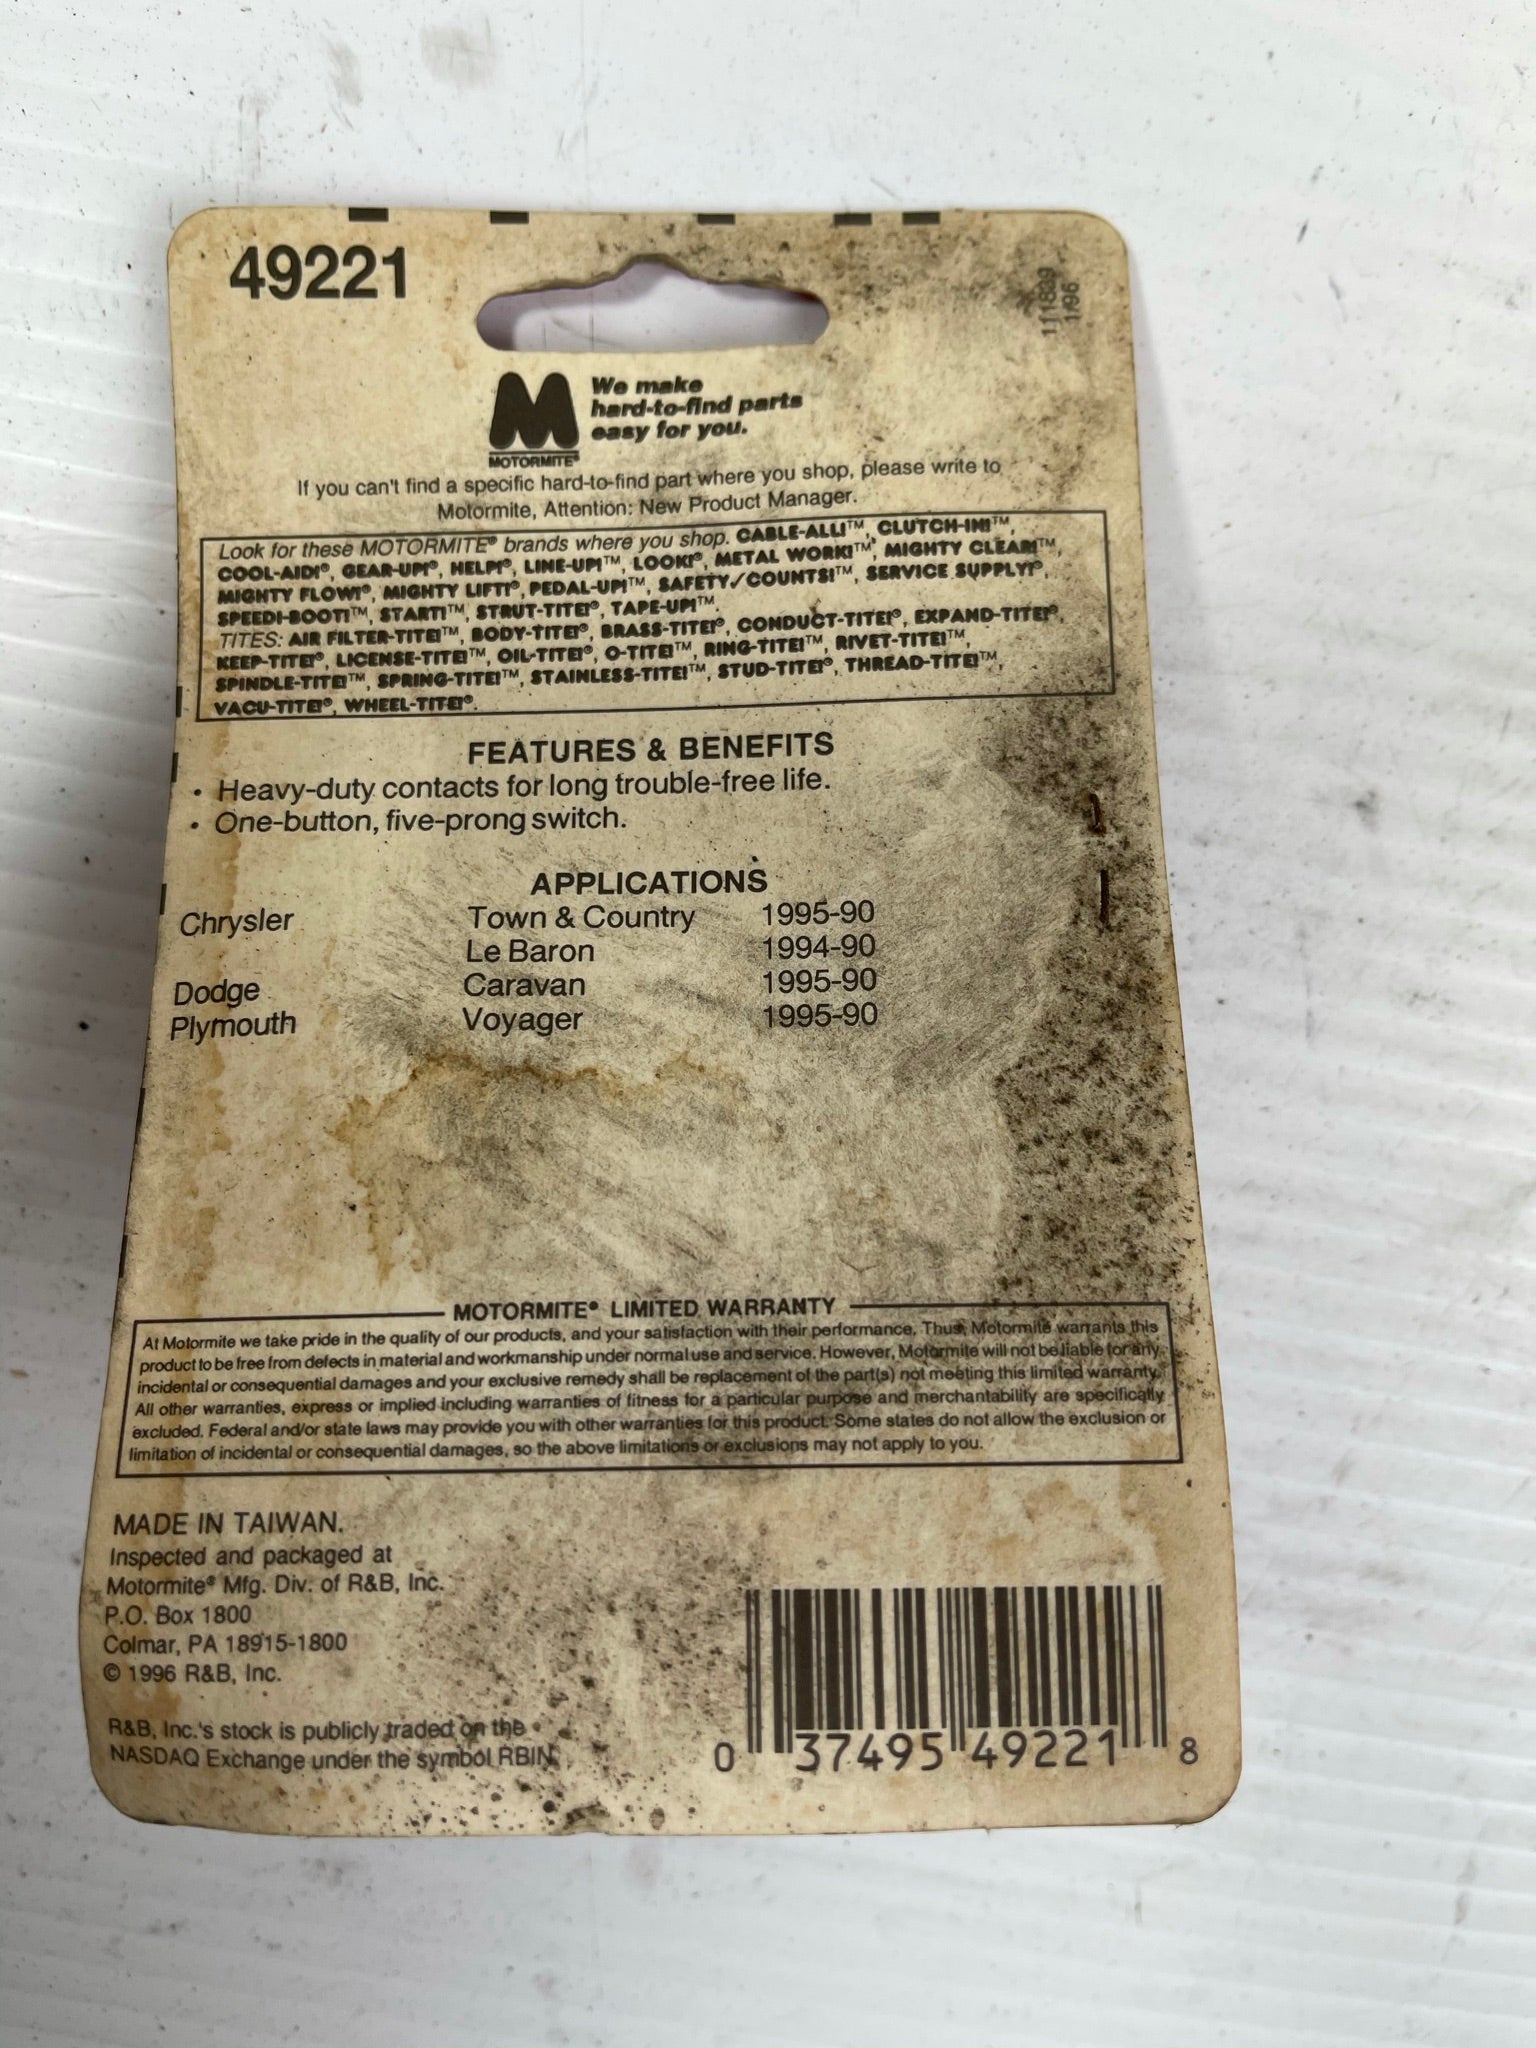 49221
1/96
M
MOTORMITE®
We make
hard-to-find parts
easy for you.
If you can't find a specific hard-to-find part where you shop, please write to
Motormite, Attention: New Product Manager.
Look for these MOTORMITE® brands where you shop. CABLE-ALL!™, CLUTCH-IN!™,
COOL-AID!®, GEAR-UP!®, HELP!®, LINE-UP!™, LOOK!®, METAL WORK!™, MIGHTY CLEAR!™,
MIGHTY FLOW!®, MIGHTY LIFT!®, PEDAL-UP!™, SAFETY✓COUNTS!™, SERVICE SUPPLY!®,
SPEEDI-BOOT!™, START!™, STRUT-TITE!®, TAPE-UP!™.
TITES: AIR FILTER-TITE!™, BODY-TITE!®, BRASS-TITE!®, CONDUCT-TITE!®, EXPAND-TITE!®,
KEEP-TITE!®, LICENSE-TITE!™, OIL-TITE!®, O-TITE!™, RING-TITE!™, RIVET-TITE!™,
SPINDLE-TITE!™, SPRING-TITE!™, STAINLESS-TITE!™, STUD-TITE!®, THREAD-TITE!™,
VACU-TITE!®, WHEEL-TITE!®.
FEATURES & BENEFITS
• Heavy-duty contacts for long trouble-free life.
• One-button, five-prong switch.
APPLICATIONS
Chrysler Town & Country 1995-90
Le Baron 1994-90
Dodge Caravan 1995-90
Plymouth Voyager 1995-90
MOTORMITE® LIMITED WARRANTY
At Motormite we take pride in the quality of our products, and your satisfaction with their performance. Thus, Motormite warrants this
product to be free from defects in material and workmanship under normal use and service. However, Motormite will not be liable for any
incidental or consequential damages and your exclusive remedy shall be replacement of the part(s) not meeting this limited warranty.
All other warranties, express or implied including warranties of fitness for a particular purpose and merchantability are specifically
excluded. Federal and/or state laws may provide you with other warranties for this product. Some states do not allow the exclusion or
limitation of incidental or consequential damages, so the above limitations or exclusions may not apply to you.
MADE IN TAIWAN.
Inspected and packaged at
Motormite® Mfg. Div. of R&B, Inc.
P.O. Box 1800
Colmar, PA 18915-1800
© 1996 R&B, Inc.
R&B, Inc.'s stock is publicly traded on the
NASDAQ Exchange under the symbol RBIN.
0 37495 49221 8